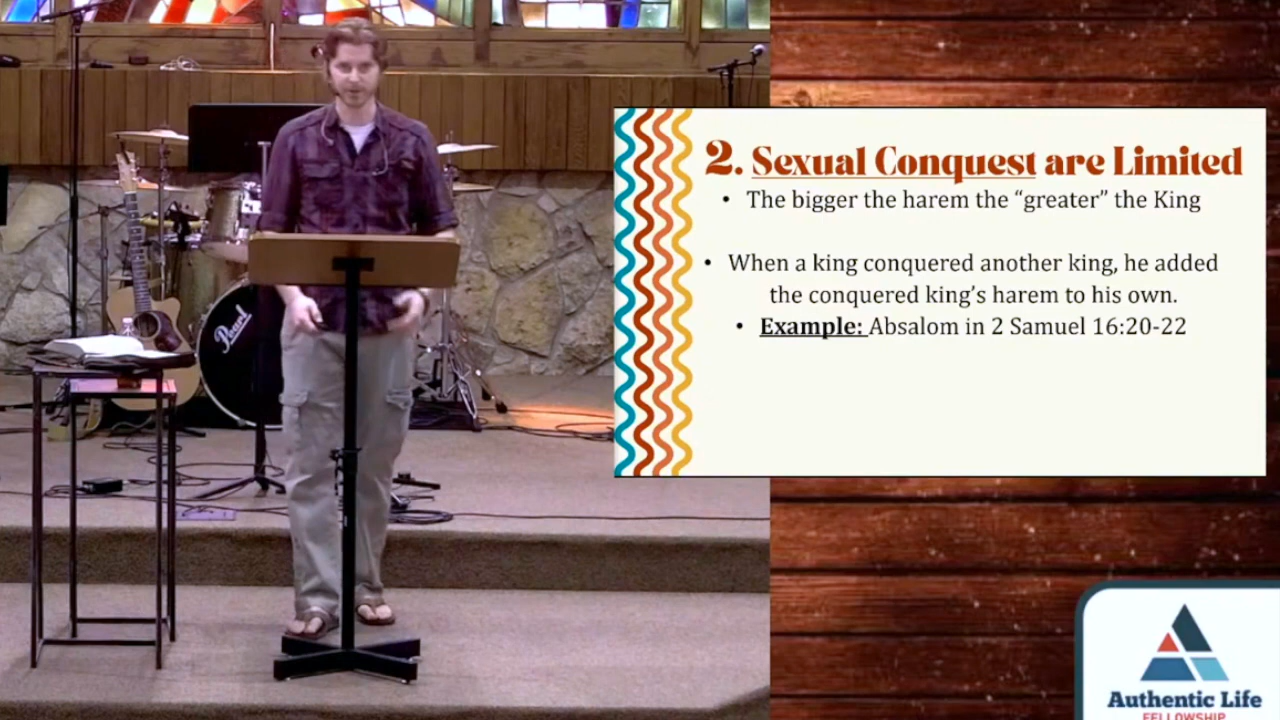 2. Sexual Conquest are Limited
• The bigger the harem the “greater” the King
• When a king conquered another king, he added
the conquered king’s harem to his own.
• Example: Absalom in 2 Samuel 16:20-22
Pearl
Authentic Life
FELLOWSHIP